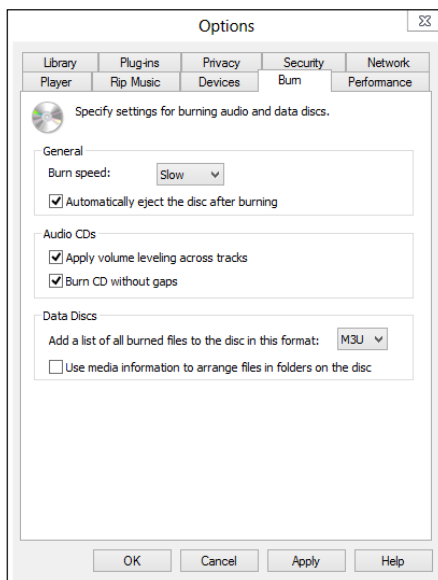 Options
Library Plug-ins Privacy Security Network
Player Rip Music Devices Burn Performance
Specify settings for burning audio and data discs.
General
Burn speed: Slow
Automatically eject the disc after burning
Audio CDs
Apply volume leveling across tracks
Burn CD without gaps
Data Discs
Add a list of all burned files to the disc in this format: M3U
Use media information to arrange files in folders on the disc
OK Cancel Apply Help